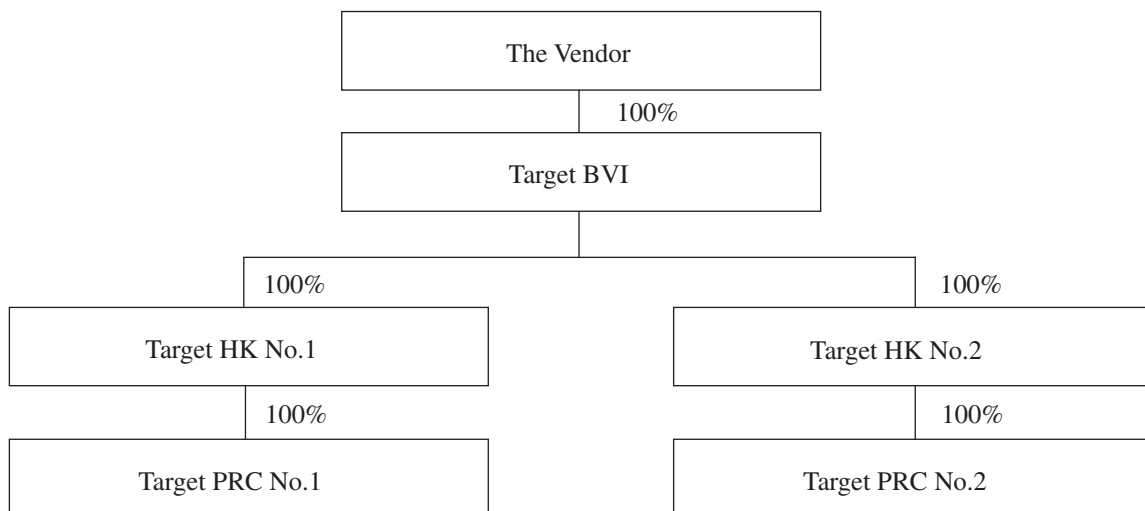 The Vendor
100%
Target BVI
100%
100%
Target HK No.1
Target HK No.2
100%
100%
Target PRC No.1
Target PRC No.2